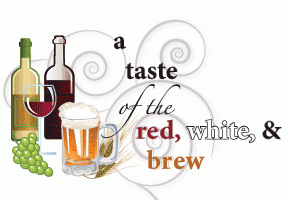 a
taste
of the
red, white, &
brew